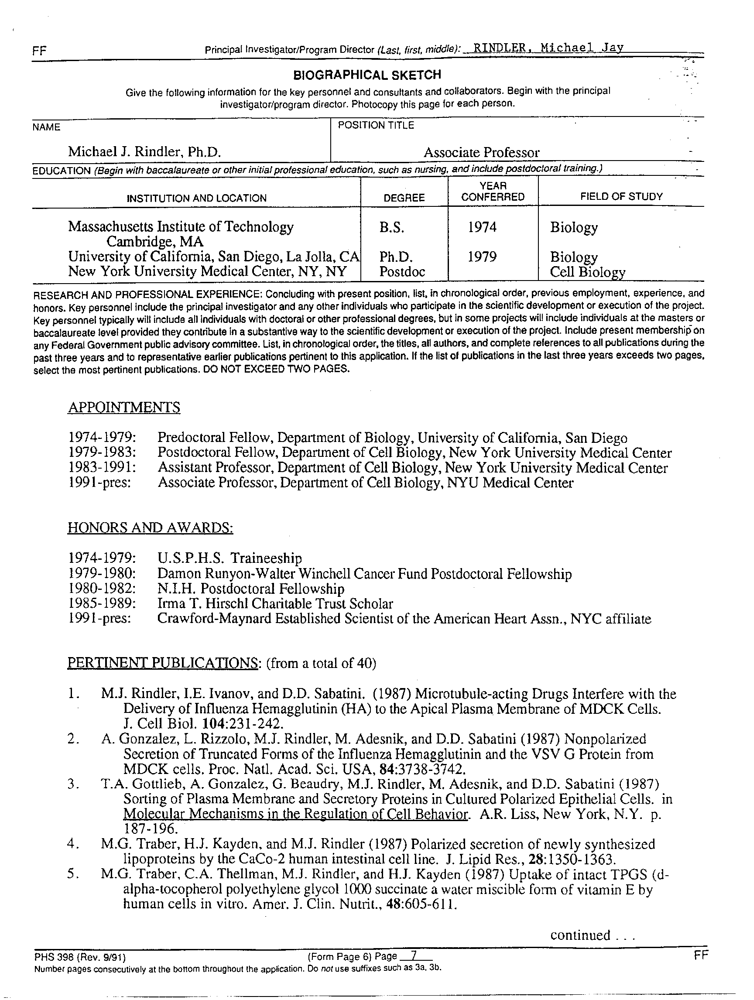 FF
Principal Investigator/Program Director (Last, first, middle): RINDLER, Michael Jay
BIOGRAPHICAL SKETCH
Give the following information for the key personnel and consultants and collaborators. Begin with the principal
investigator/program director. Photocopy this page for each person.
NAME
POSITION TITLE
Michael J. Rindler, Ph.D.
Associate Professor
EDUCATION (Begin with baccalaureate or other initial professional education, such as nursing, and include postdoctoral training.)
INSTITUTION AND LOCATION
DEGREE
YEAR
CONFERRED
FIELD OF STUDY
Massachusetts Institute of Technology B.S. 1974 Biology
Cambridge, MA
University of California, San Diego, La Jolla, CA Ph.D. 1979 Biology
New York University Medical Center, NY, NY Postdoc Cell Biology
RESEARCH AND PROFESSIONAL EXPERIENCE: Concluding with present position, list, in chronological order, previous employment, experience, and
honors. Key personnel include the principal investigator and any other individuals who participate in the scientific development or execution of the project.
Key personnel typically will include all individuals with doctoral or other professional degrees, but in some projects will include individuals at the masters or
baccalaureate level provided they contribute in a substantive way to the scientific development or execution of the project. Include present membership on
any Federal Government public advisory committee. List, in chronological order, the titles, all authors, and complete references to all publications during the
past three years and to representative earlier publications pertinent to this application. If the list of publications in the last three years exceeds two pages,
select the most pertinent publications. DO NOT EXCEED TWO PAGES.
APPOINTMENTS
1974-1979: Predoctoral Fellow, Department of Biology, University of California, San Diego
1979-1983: Postdoctoral Fellow, Department of Cell Biology, New York University Medical Center
1983-1991: Assistant Professor, Department of Cell Biology, New York University Medical Center
1991-pres: Associate Professor, Department of Cell Biology, NYU Medical Center
HONORS AND AWARDS:
1974-1979: U.S.P.H.S. Traineeship
1979-1980: Damon Runyon-Walter Winchell Cancer Fund Postdoctoral Fellowship
1980-1982: N.I.H. Postdoctoral Fellowship
1985-1989: Irma T. Hirschl Charitable Trust Scholar
1991-pres: Crawford-Maynard Established Scientist of the American Heart Assn., NYC affiliate
PERTINENT PUBLICATIONS: (from a total of 40)
1. M.J. Rindler, I.E. Ivanov, and D.D. Sabatini. (1987) Microtubule-acting Drugs Interfere with the
Delivery of Influenza Hemagglutinin (HA) to the Apical Plasma Membrane of MDCK Cells.
J. Cell Biol. 104:231-242.
2. A. Gonzalez, L. Rizzolo, M.J. Rindler, M. Adesnik, and D.D. Sabatini (1987) Nonpolarized
Secretion of Truncated Forms of the Influenza Hemagglutinin and the VSV G Protein from
MDCK cells. Proc. Natl. Acad. Sci. USA, 84:3738-3742.
3. T.A. Gottlieb, A. Gonzalez, G. Beaudry, M.J. Rindler, M. Adesnik, and D.D. Sabatini (1987)
Sorting of Plasma Membrane and Secretory Proteins in Cultured Polarized Epithelial Cells. in
Molecular Mechanisms in the Regulation of Cell Behavior. A.R. Liss, New York, N.Y. p.
187-196.
4. M.G. Traber, H.J. Kayden, and M.J. Rindler (1987) Polarized secretion of newly synthesized
lipoproteins by the CaCo-2 human intestinal cell line. J. Lipid Res., 28:1350-1363.
5. M.G. Traber, C.A. Thellman, M.J. Rindler, and H.J. Kayden (1987) Uptake of intact TPGS (d-
alpha-tocopherol polyethylene glycol 1000 succinate a water miscible form of vitamin E by
human cells in vitro. Amer. J. Clin. Nutrit., 48:605-611.
continued . . .
PHS 398 (Rev. 9/91) (Form Page 6) Page 7 FF
Number pages consecutively at the bottom throughout the application. Do not use suffixes such as 3a, 3b.